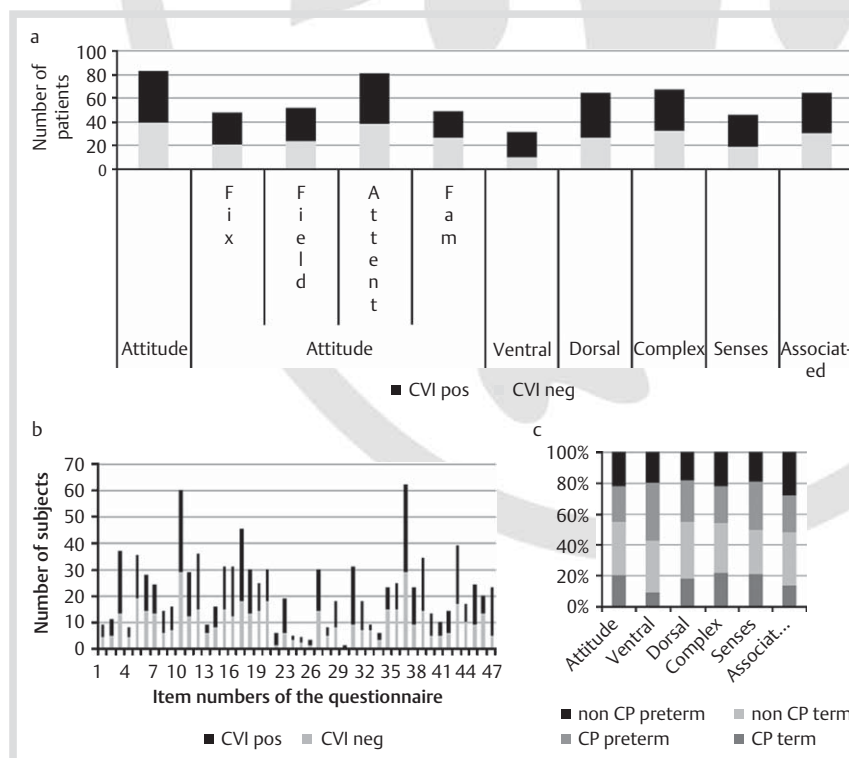 a
Number of
patients
100
80
60
40
20
0
Fix
Field
Attent
Fam
Attitude
Attitude
Ventral
Dorsal
Complex
Senses
Associat-
ed
CVI pos
CVI neg
b
Number of subjects
70
60
50
40
30
20
10
0
1 4 7 10 13 16 19 23 26 29 32 35 38 41 44 47
Item numbers of the questionnaire
CVI pos
CVI neg
c
100%
80%
60%
40%
20%
0%
Attitude
Ventral
Dorsal
Complex
Senses
Associat...
non CP preterm
non CP term
CP preterm
CP term